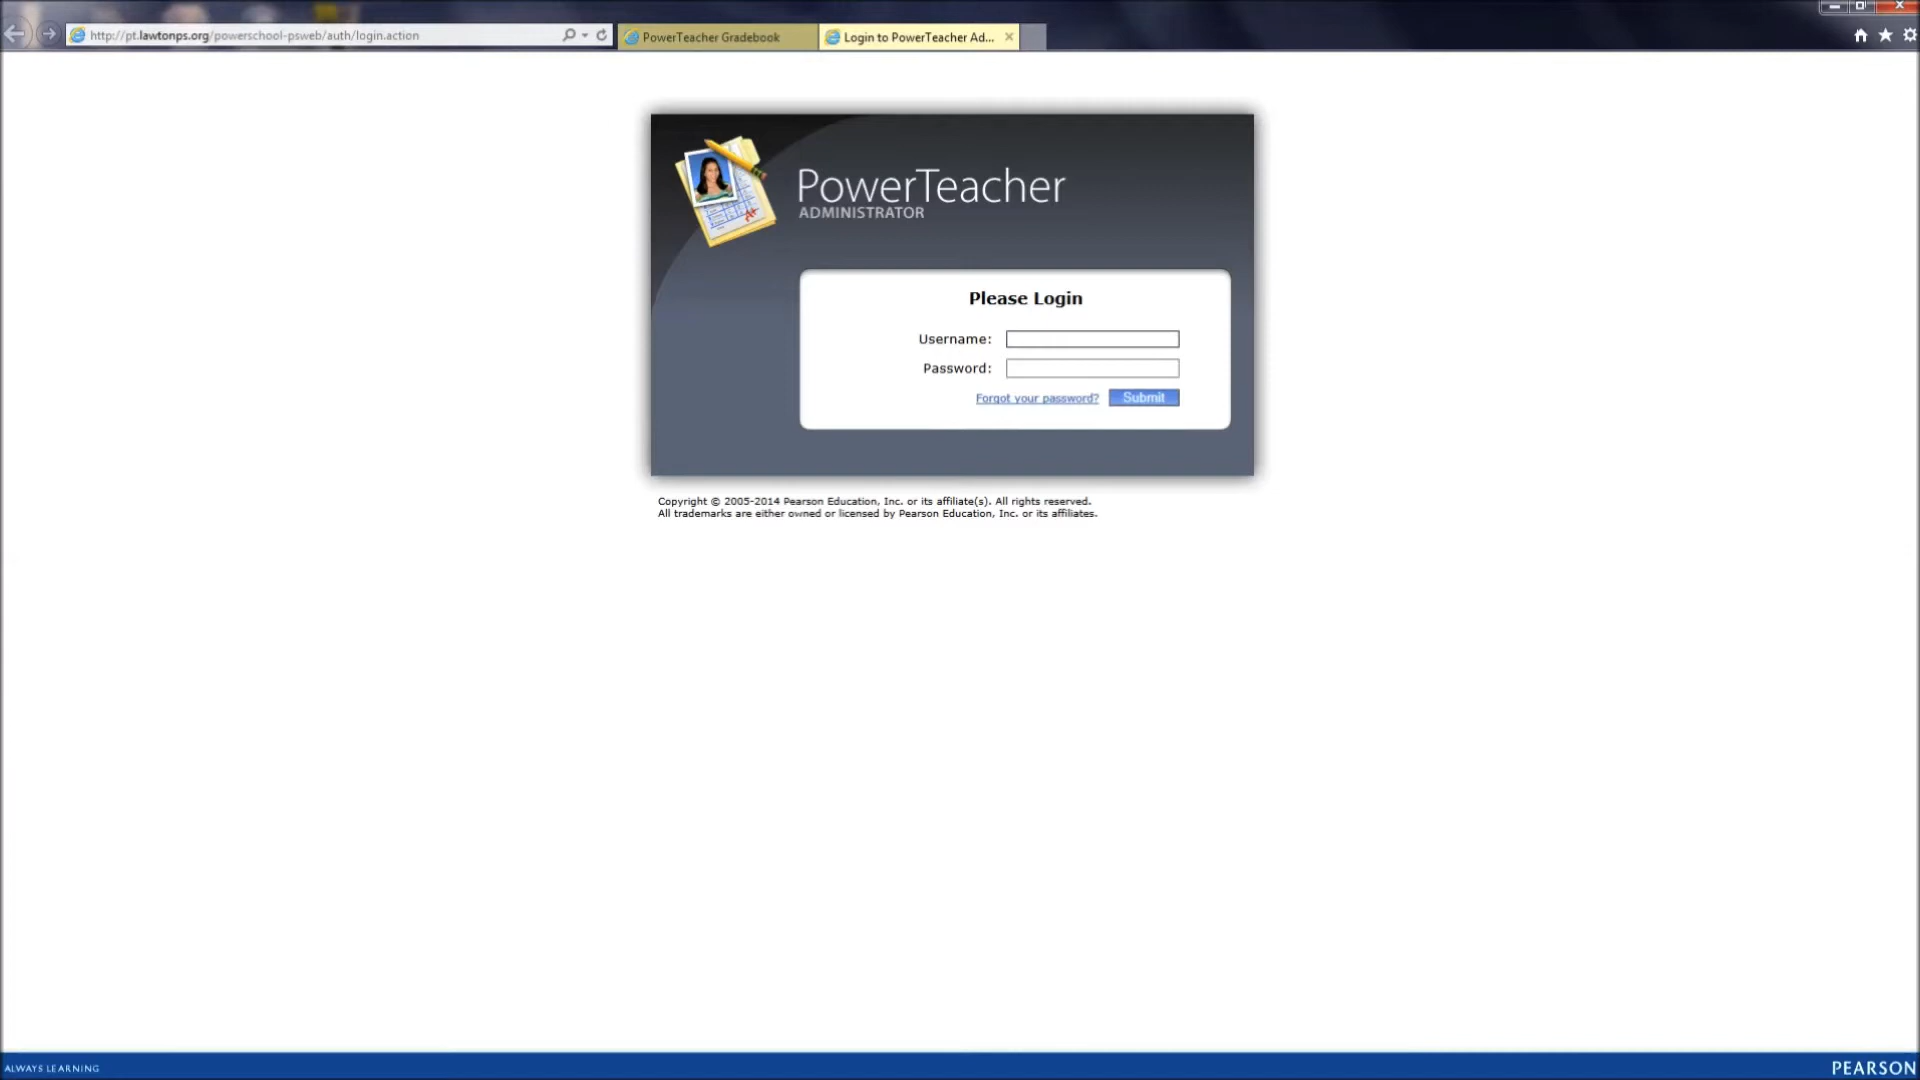 http://pt.lawtonps.org/powerschool-psweb/auth/login.action
PowerTeacher Gradebook
Login to PowerTeacher Ad...
PowerTeacher
ADMINISTRATOR
Please Login
Username:
Password:
Forgot your password?
Submit
Copyright © 2005-2014 Pearson Education, Inc. or its affiliate(s). All rights reserved.
All trademarks are either owned or licensed by Pearson Education, Inc. or its affiliates.
ALWAYS LEARNING
PEARSON